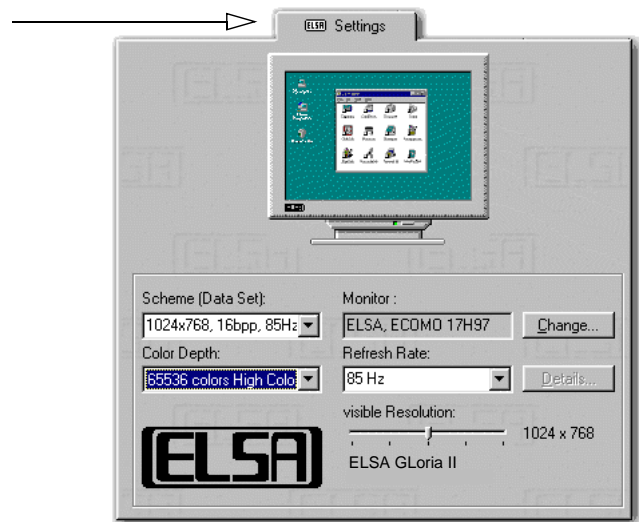 ELSA Settings
ELSA
Scheme (Data Set):
Monitor :
1024x768, 16bpp, 85Hz
ELSA, ECOMO 17H97
Change...
Color Depth:
Refresh Rate:
65536 colors High Colo
85 Hz
Details...
visible Resolution:
1024 x 768
ELSA
ELSA GLoria II